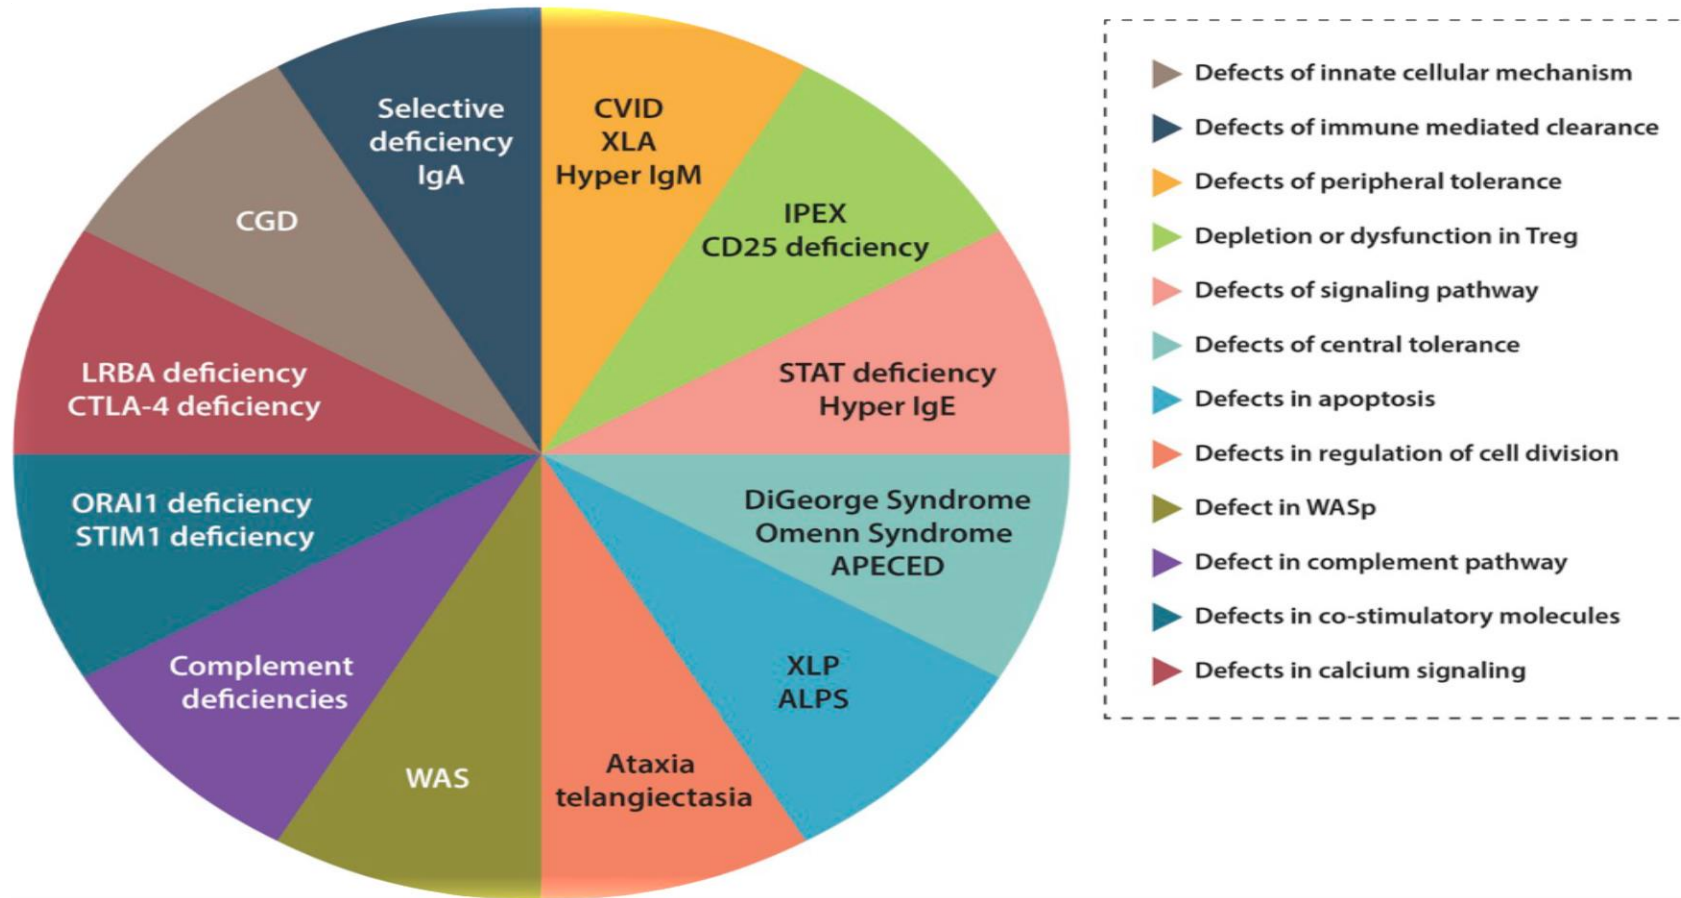 Selective
deficiency
IgA
CVID
XLA
Hyper IgM
IPEX
CD25 deficiency
STAT deficiency
Hyper IgE
DiGeorge Syndrome
Omenn Syndrome
APECED
XLP
ALPS
Ataxia
telangiectasia
WAS
Complement
deficiencies
ORAI1 deficiency
STIM1 deficiency
LRBA deficiency
CTLA-4 deficiency
CGD
Defects of innate cellular mechanism
Defects of immune mediated clearance
Defects of peripheral tolerance
Depletion or dysfunction in Treg
Defects of signaling pathway
Defects of central tolerance
Defects in apoptosis
Defects in regulation of cell division
Defect in WASp
Defect in complement pathway
Defects in co-stimulatory molecules
Defects in calcium signaling